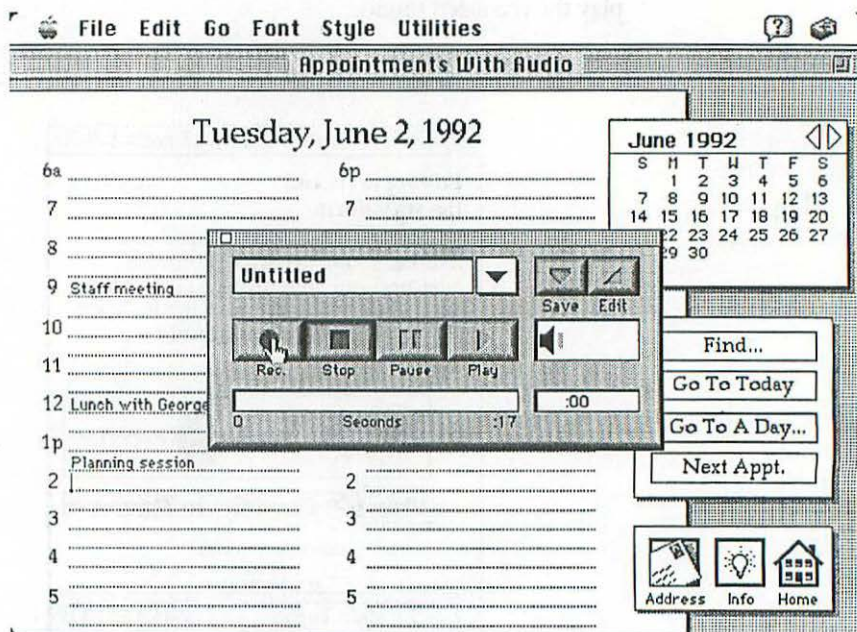 File Edit Go Font Style Utilities
Appointments With Audio
Tuesday, June 2, 1992
6a
7
8
9 Staff meeting
10
11
12 Lunch with George
1p
Planning session
2
3
4
5
6p
7
2
3
4
5
Untitled
Save Edit
Rec. Stop Pause Play
:00
0 Seconds :17
June 1992
S M T W T F S
1 2 3 4 5 6
7 8 9 10 11 12 13
14 15 16 17 18 19 20
22 23 24 25 26 27
29 30
Find...
Go To Today
Go To A Day...
Next Appt.
Address Info Home